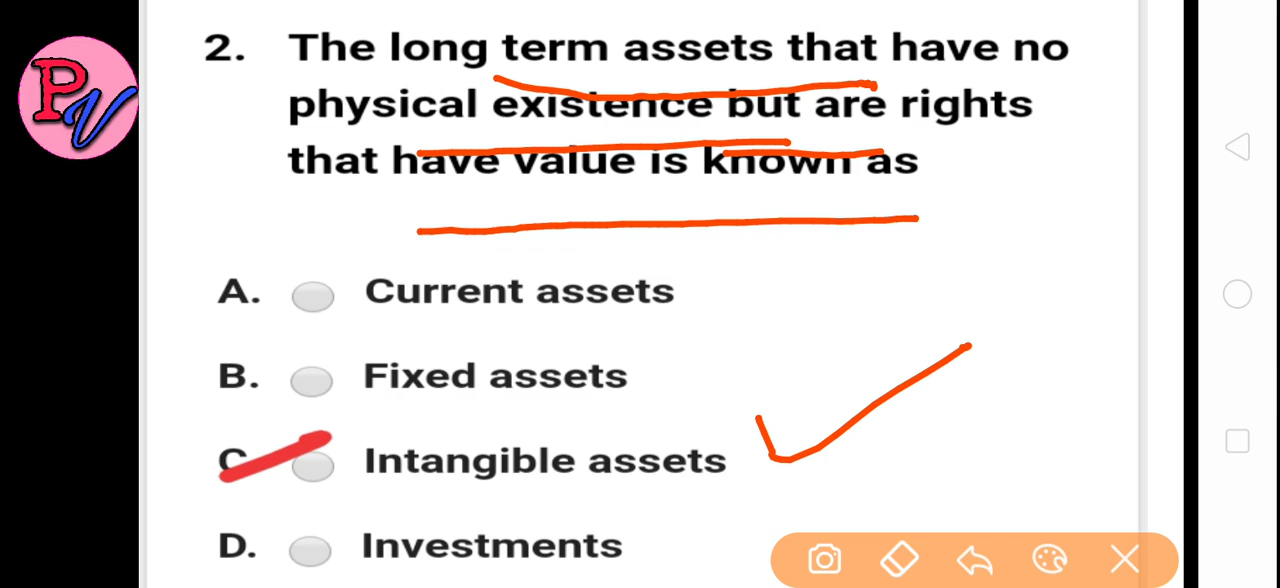 PV
2. The long term assets that have no
physical existence but are rights
that have value is known as
A. Current assets
B. Fixed assets
C Intangible assets
D. Investments